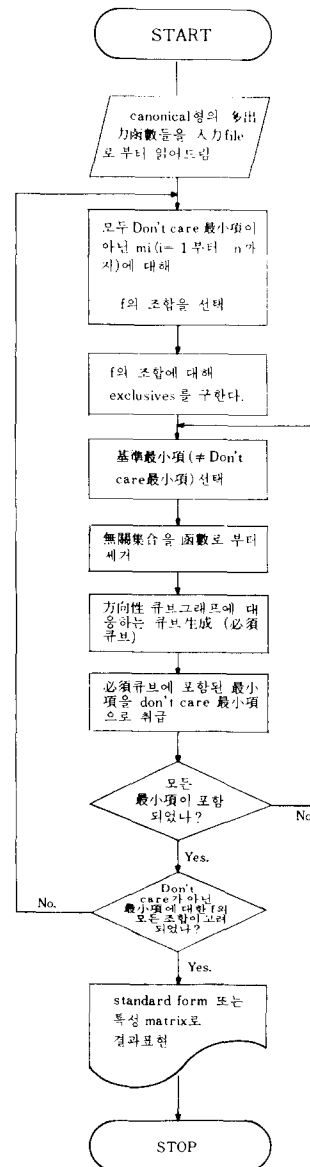 START
canonical형의 多出
力函數들을 入力file
로부터 읽어드림
모두 Don't care 最小項이
아닌 mi(i= 1부터 n까
지)에 대해
f의 조합을 선택
f의 조합에 대해
exclusives를 구한다.
基準最小項(≠Don't
care最小項) 선택
無關集合을 函數로 부터
제거
方向性 큐브그래프에 대
응하는 큐브生成 (必須
큐브)
必須큐브에 포함된 最小
項을 don't care 最小項
으로 취급
모든
最小項이 포함
되었나?
No.
Yes.
Don't
care가 아닌
最小項에 대한 f의
모든 조합이 고려
되었나?
No.
Yes.
standard form 또는
특성 matrix로
결과표현
STOP